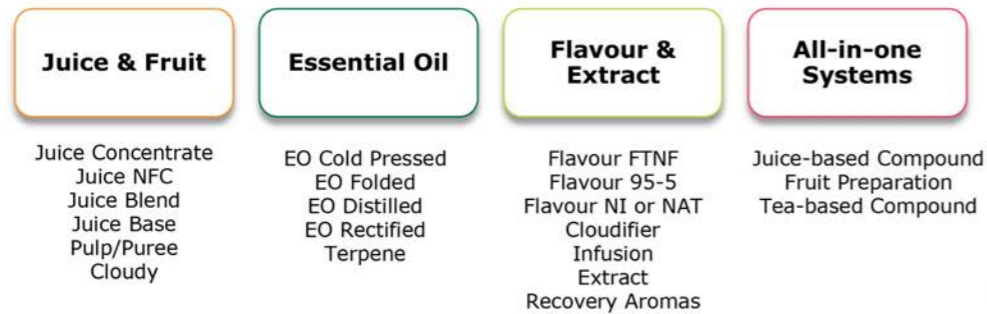 Juice & Fruit
Juice Concentrate
Juice NFC
Juice Blend
Juice Base
Pulp/Puree
Cloudy
Essential Oil
EO Cold Pressed
EO Folded
EO Distilled
EO Rectified
Terpene
Flavour &
Extract
Flavour FTNF
Flavour 95-5
Flavour NI or NAT
Cloudifier
Infusion
Extract
Recovery Aromas
All-in-one
Systems
Juice-based Compound
Fruit Preparation
Tea-based Compound